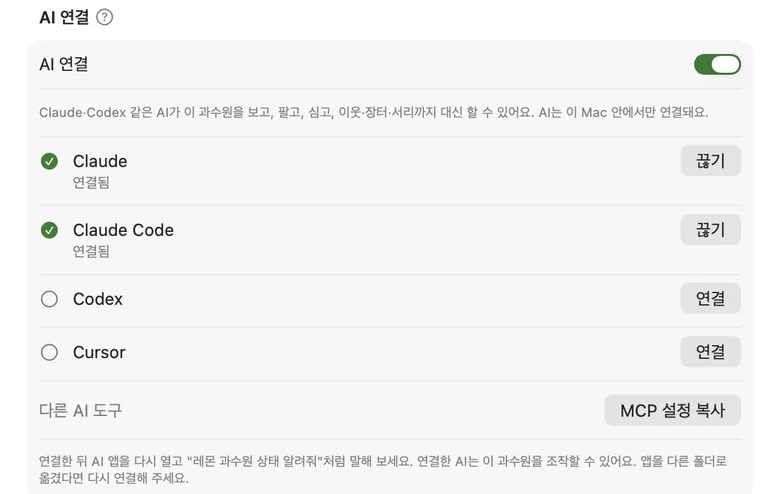 AI 연결 ?
AI 연결
Claude·Codex 같은 AI가 이 과수원을 보고, 팔고, 심고, 이웃·장터·서리까지 대신 할 수 있어요. AI는 이 Mac 안에서만 연결돼요.
Claude
연결됨
끊기
Claude Code
연결됨
끊기
Codex
연결
Cursor
연결
다른 AI 도구
MCP 설정 복사
연결한 뒤 AI 앱을 다시 열고 "레몬 과수원 상태 알려줘"처럼 말해 보세요. 연결한 AI는 이 과수원을 조작할 수 있어요. 앱을 다른 폴더로
옮겼다면 다시 연결해 주세요.